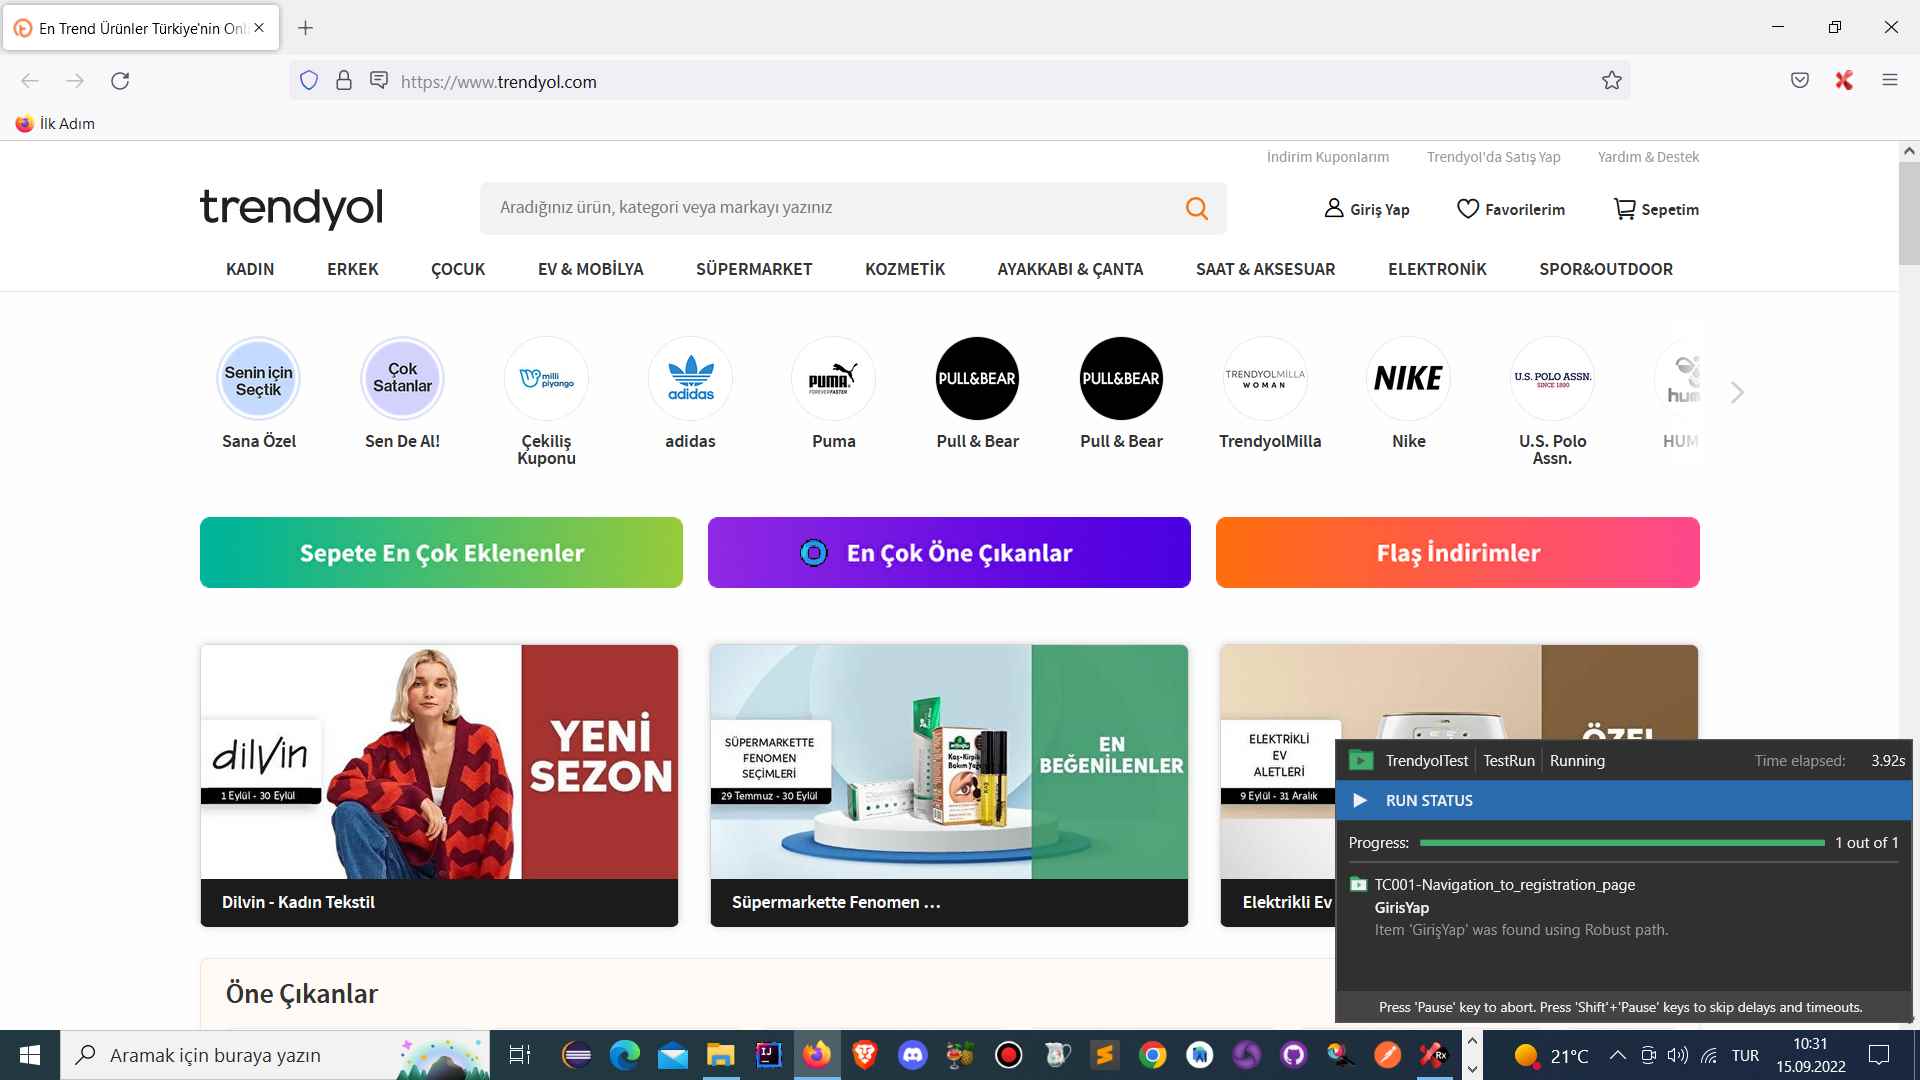 En Trend Ürünler Türkiye'nin Onl
https://www.trendyol.com
İlk Adım
İndirim Kuponlarım
Trendyol'da Satış Yap
Yardım & Destek
trendyol
Aradığınız ürün, kategori veya markayı yazınız
Giriş Yap
Favorilerim
Sepetim
KADIN
ERKEK
ÇOCUK
EV & MOBİLYA
SÜPERMARKET
KOZMETİK
AYAKKABI & ÇANTA
SAAT & AKSESUAR
ELEKTRONİK
SPOR&OUTDOOR
Senin için
Seçtik
Çok
Satanlar
milli
piyango
adidas
PUMA
FOREVER FASTER
PULL&BEAR
PULL&BEAR
TRENDYOLMILLA
WOMAN
NIKE
U.S. POLO ASSN.
SINCE 1890
hum
Sana Özel
Sen De Al!
Çekiliş
Kuponu
adidas
Puma
Pull & Bear
Pull & Bear
TrendyolMilla
Nike
U.S. Polo
Assn.
HUM
Sepete En Çok Eklenenler
En Çok Öne Çıkanlar
Flaş İndirimler
dilvin
1 Eylül - 30 Eylül
YENİ
SEZON
Dilvin - Kadın Tekstil
SÜPERMARKETTE
FENOMEN
SEÇİMLERİ
29 Temmuz - 30 Eylül
EN
BEĞENİLENLER
Süpermarkette Fenomen ...
ELEKTRİKLİ
EV
ALETLERİ
9 Eylül - 31 Aralık
ÖZEL
Elektrikli Ev
Öne Çıkanlar
TrendyolTest
TestRun
Running
Time elapsed:
3.92s
RUN STATUS
Progress:
1 out of 1
TC001-Navigation_to_registration_page
GirisYap
Item 'GirişYap' was found using Robust path.
Press 'Pause' key to abort. Press 'Shift'+'Pause' keys to skip delays and timeouts.
Aramak için buraya yazın
21°C
TUR
10:31
15.09.2022